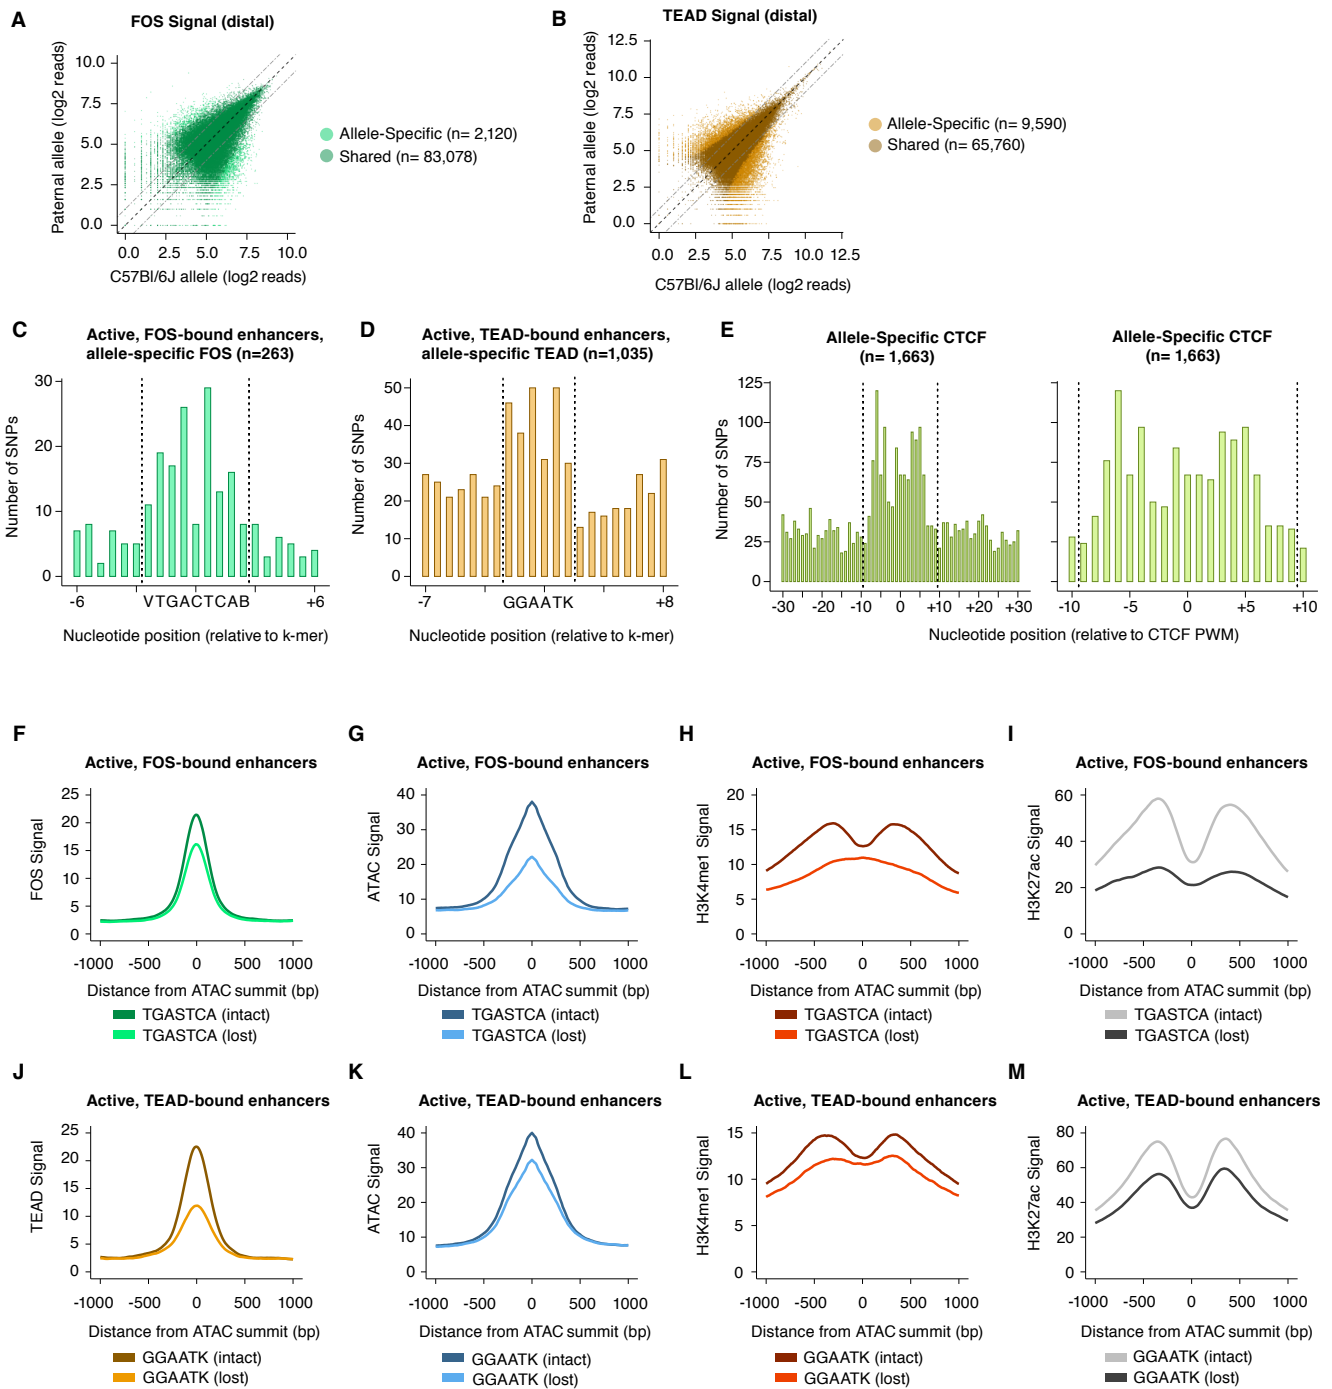 A
FOS Signal (distal)
Paternal allele (log2 reads)
10.0
7.5
5.0
2.5
0.0
0.0 2.5 5.0 7.5 10.0
C57Bl/6J allele (log2 reads)
Allele-Specific (n= 2,120)
Shared (n= 83,078)
B
TEAD Signal (distal)
Paternal allele (log2 reads)
12.5
10.0
7.5
5.0
2.5
0.0
0.0 2.5 5.0 7.5 10.0 12.5
C57Bl/6J allele (log2 reads)
Allele-Specific (n= 9,590)
Shared (n= 65,760)
C
Active, FOS-bound enhancers,
allele-specific FOS (n=263)
Number of SNPs
30
20
10
0
-6 VTGACTCAB +6
Nucleotide position (relative to k-mer)
D
Active, TEAD-bound enhancers,
allele-specific TEAD (n=1,035)
Number of SNPs
50
40
30
20
10
0
-7 GGAATK +8
Nucleotide position (relative to k-mer)
E
Allele-Specific CTCF
(n= 1,663)
Number of SNPs
125
100
75
50
25
0
-30 -20 -10 0 +10 +20 +30
Allele-Specific CTCF
(n= 1,663)
-10 -5 0 +5 +10
Nucleotide position (relative to CTCF PWM)
F
Active, FOS-bound enhancers
FOS Signal
25
20
15
10
5
0
-1000 -500 0 500 1000
Distance from ATAC summit (bp)
TGASTCA (intact)
TGASTCA (lost)
G
Active, FOS-bound enhancers
ATAC Signal
40
30
20
10
0
-1000 -500 0 500 1000
Distance from ATAC summit (bp)
TGASTCA (intact)
TGASTCA (lost)
H
Active, FOS-bound enhancers
H3K4me1 Signal
20
15
10
5
0
-1000 -500 0 500 1000
Distance from ATAC summit (bp)
TGASTCA (intact)
TGASTCA (lost)
I
Active, FOS-bound enhancers
H3K27ac Signal
60
40
20
0
-1000 -500 0 500 1000
Distance from ATAC summit (bp)
TGASTCA (intact)
TGASTCA (lost)
J
Active, TEAD-bound enhancers
TEAD Signal
25
20
15
10
5
0
-1000 -500 0 500 1000
Distance from ATAC summit (bp)
GGAATK (intact)
GGAATK (lost)
K
Active, TEAD-bound enhancers
ATAC Signal
40
30
20
10
0
-1000 -500 0 500 1000
Distance from ATAC summit (bp)
GGAATK (intact)
GGAATK (lost)
L
Active, TEAD-bound enhancers
H3K4me1 Signal
15
10
5
0
-1000 -500 0 500 1000
Distance from ATAC summit (bp)
GGAATK (intact)
GGAATK (lost)
M
Active, TEAD-bound enhancers
H3K27ac Signal
80
60
40
20
0
-1000 -500 0 500 1000
Distance from ATAC summit (bp)
GGAATK (intact)
GGAATK (lost)